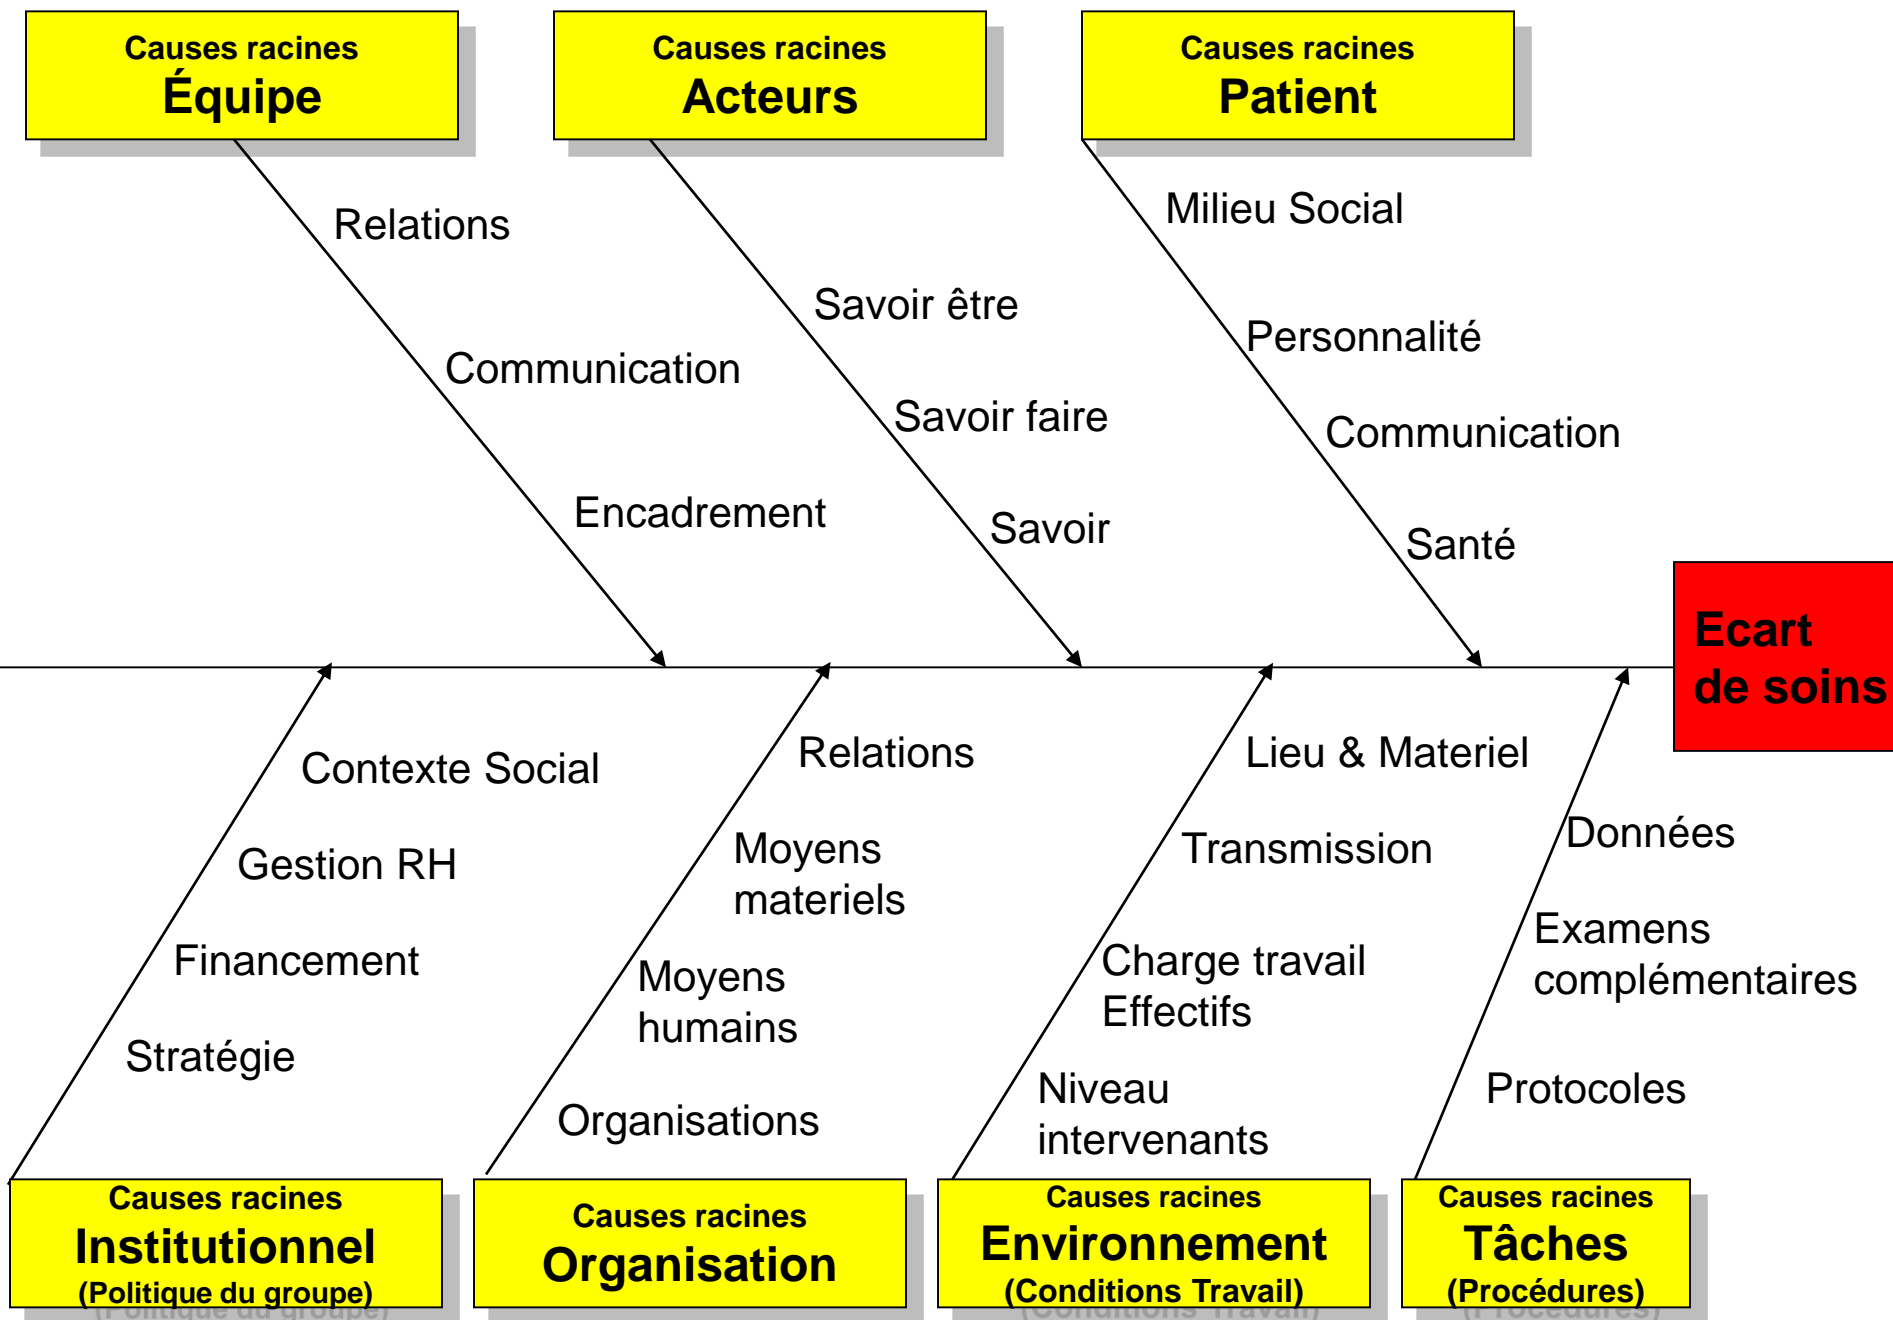 Causes racines
Équipe
Causes racines
Acteurs
Causes racines
Patient
Relations
Communication
Encadrement
Savoir être
Savoir faire
Savoir
Milieu Social
Personnalité
Communication
Santé
Ecart
de soins
Contexte Social
Gestion RH
Financement
Stratégie
Relations
Moyens
materiels
Moyens
humains
Organisations
Lieu & Materiel
Transmission
Charge travail
Effectifs
Niveau
intervenants
Données
Examens
complémentaires
Protocoles
Causes racines
Institutionnel
(Politique du groupe)
Causes racines
Organisation
Causes racines
Environnement
(Conditions Travail)
Causes racines
Tâches
(Procédures)